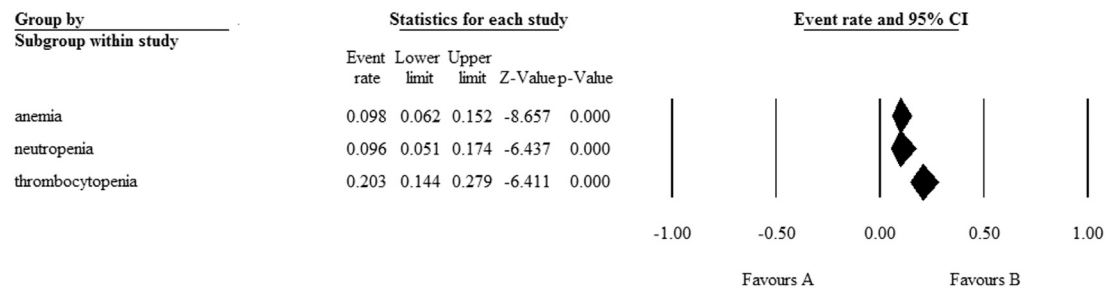 Group by Statistics for each study Event rate and 95% CI
Subgroup within study
Event Lower Upper
rate limit limit Z-Value p-Value
anemia 0.098 0.062 0.152 -8.657 0.000
neutropenia 0.096 0.051 0.174 -6.437 0.000
thrombocytopenia 0.203 0.144 0.279 -6.411 0.000
-1.00 -0.50 0.00 0.50 1.00
Favours A Favours B